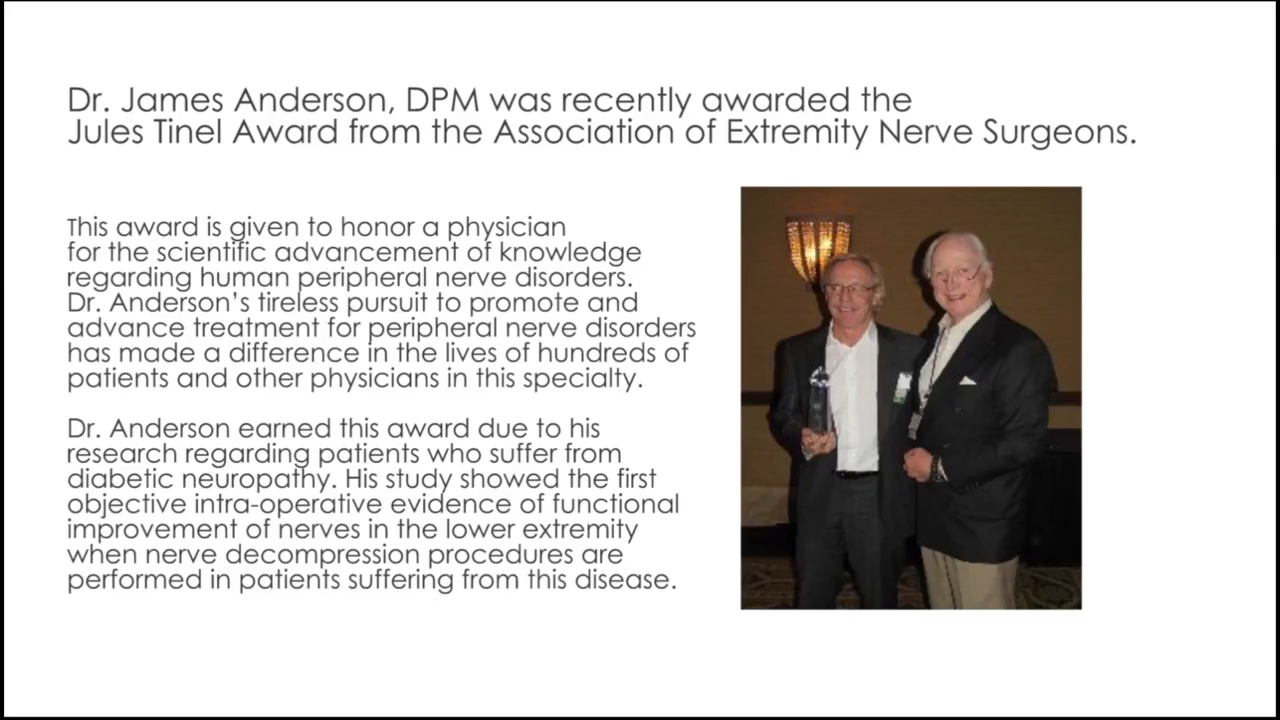 Dr. James Anderson, DPM was recently awarded the
Jules Tinel Award from the Association of Extremity Nerve Surgeons.
This award is given to honor a physician
for the scientific advancement of knowledge
regarding human peripheral nerve disorders.
Dr. Anderson’s tireless pursuit to promote and
advance treatment for peripheral nerve disorders
has made a difference in the lives of hundreds of
patients and other physicians in this specialty.
Dr. Anderson earned this award due to his
research regarding patients who suffer from
diabetic neuropathy. His study showed the first
objective intra-operative evidence of functional
improvement of nerves in the lower extremity
when nerve decompression procedures are
performed in patients suffering from this disease.